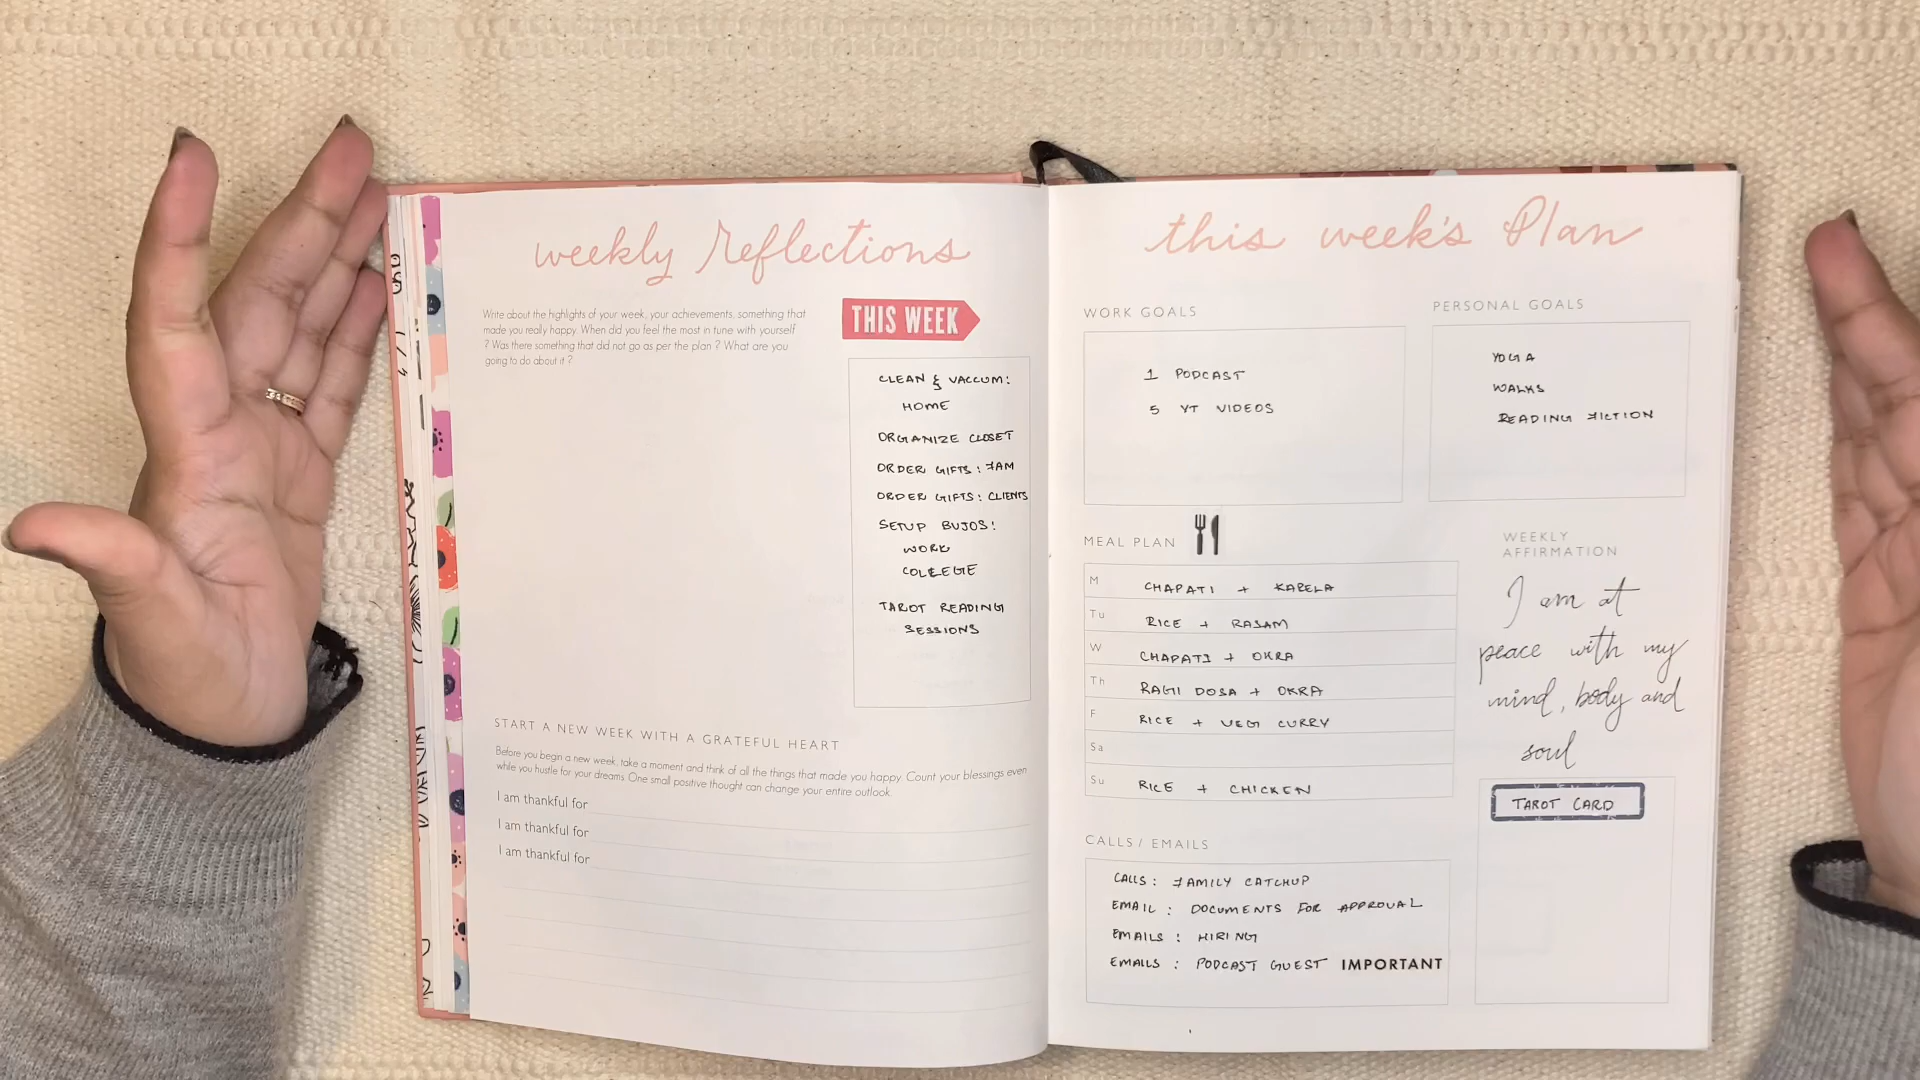 weekly reflections
Write about the highlights of your week, your achievements, something that
made you really happy. When did you feel the most in tune with yourself
? Was there something that did not go as per the plan ? What are you
going to do about it ?
THIS WEEK
CLEAN & VACCUM:
HOME
ORGANIZE CLOSET
ORDER GIFTS : FAM
ORDER GIFTS : CLIENTS
SETUP BUJOS:
WORK
COLLEGE
TAROT READING
SESSIONS
START A NEW WEEK WITH A GRATEFUL HEART
Before you begin a new week, take a moment and think of all the things that made you happy. Count your blessings even
while you hustle for your dreams. One small positive thought can change your entire outlook.
I am thankful for
I am thankful for
I am thankful for
this week's Plan
WORK GOALS
1 PODCAST
5 YT VIDEOS
PERSONAL GOALS
YOGA
WALKS
READING FICTION
MEAL PLAN
M CHAPATI + KARELA
Tu RICE + RASAM
W CHAPATI + OKRA
Th RAGI DOSA + OKRA
F RICE + VEG CURRY
Sa
Su RICE + CHICKEN
WEEKLY
AFFIRMATION
I am at
peace with my
mind, body and
soul
TAROT CARD
CALLS / EMAILS
CALLS : FAMILY CATCHUP
EMAIL : DOCUMENTS FOR APPROVAL
EMAILS : HIRING
EMAILS : PODCAST GUEST IMPORTANT